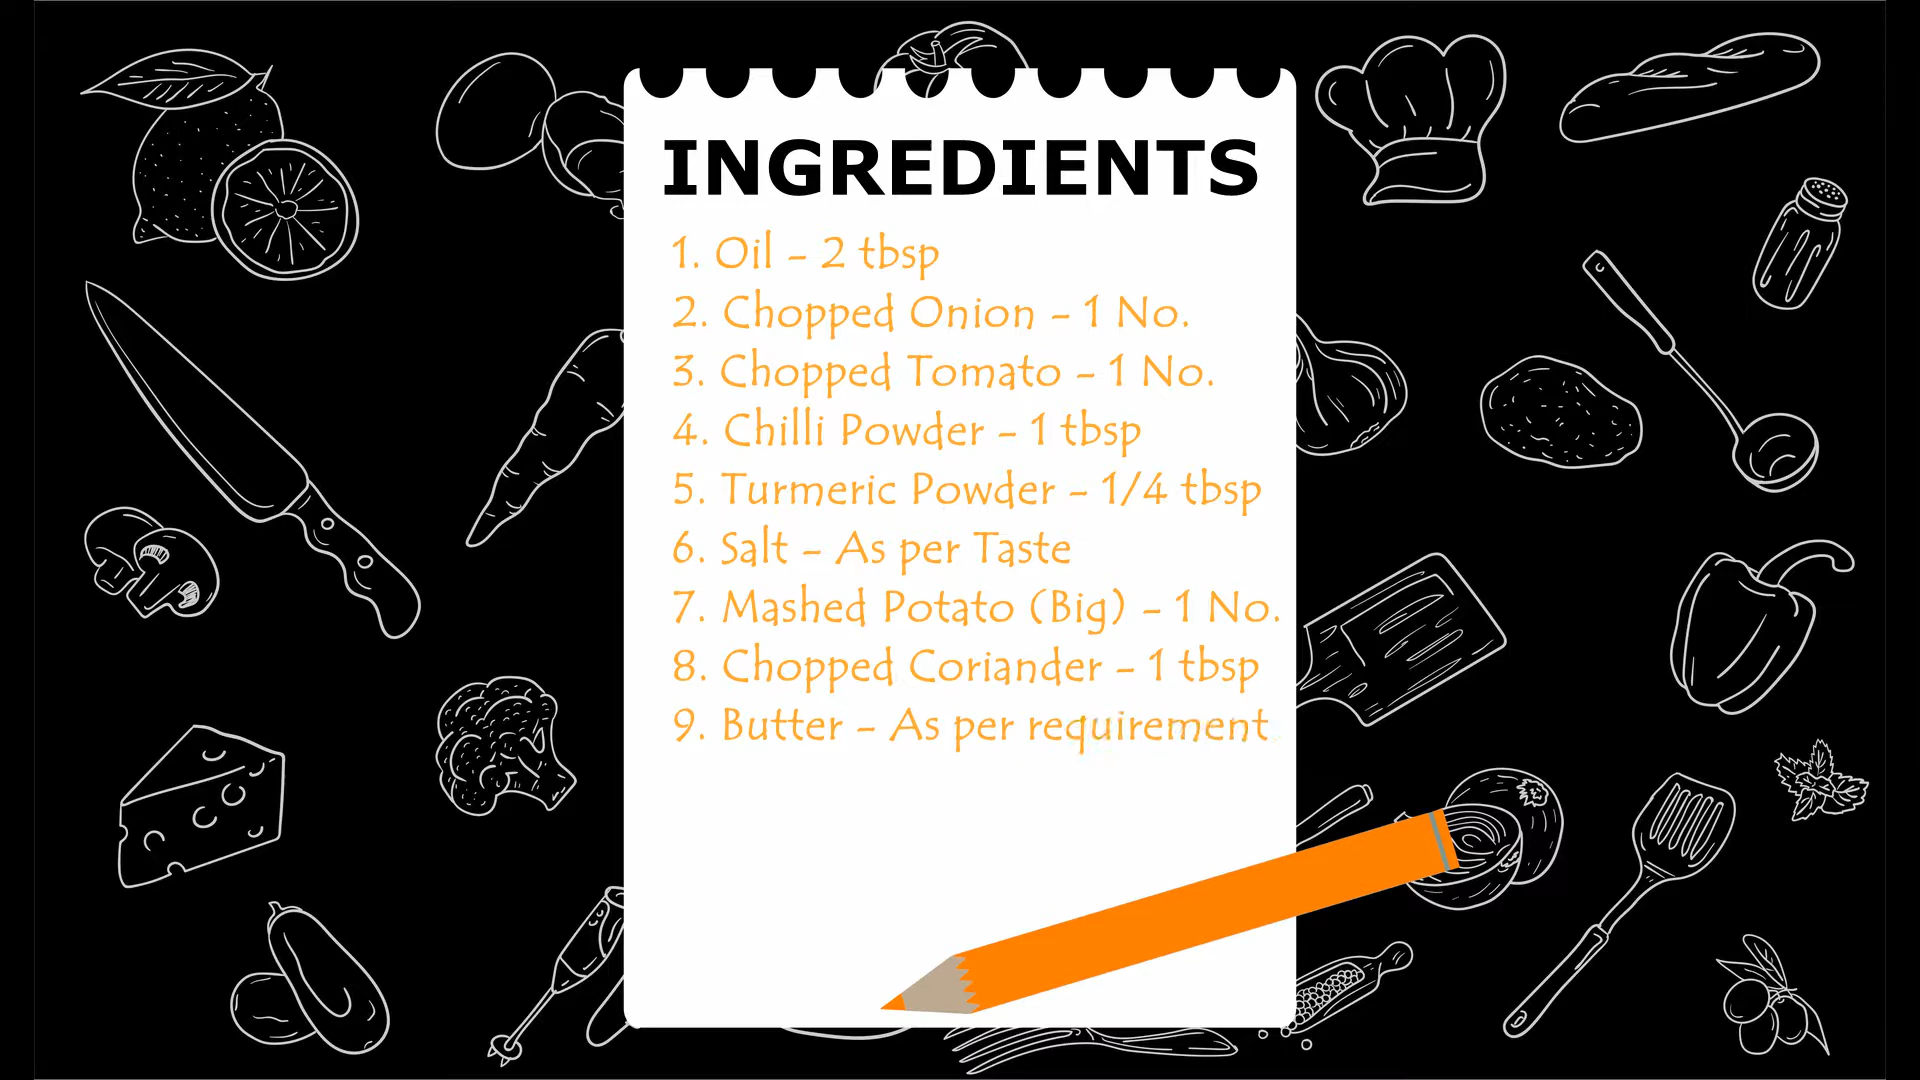 INGREDIENTS
1. Oil - 2 tbsp
2. Chopped Onion - 1 No.
3. Chopped Tomato - 1 No.
4. Chilli Powder - 1 tbsp
5. Turmeric Powder - 1/4 tbsp
6. Salt - As per Taste
7. Mashed Potato (Big) - 1 No.
8. Chopped Coriander - 1 tbsp
9. Butter - As per requirement